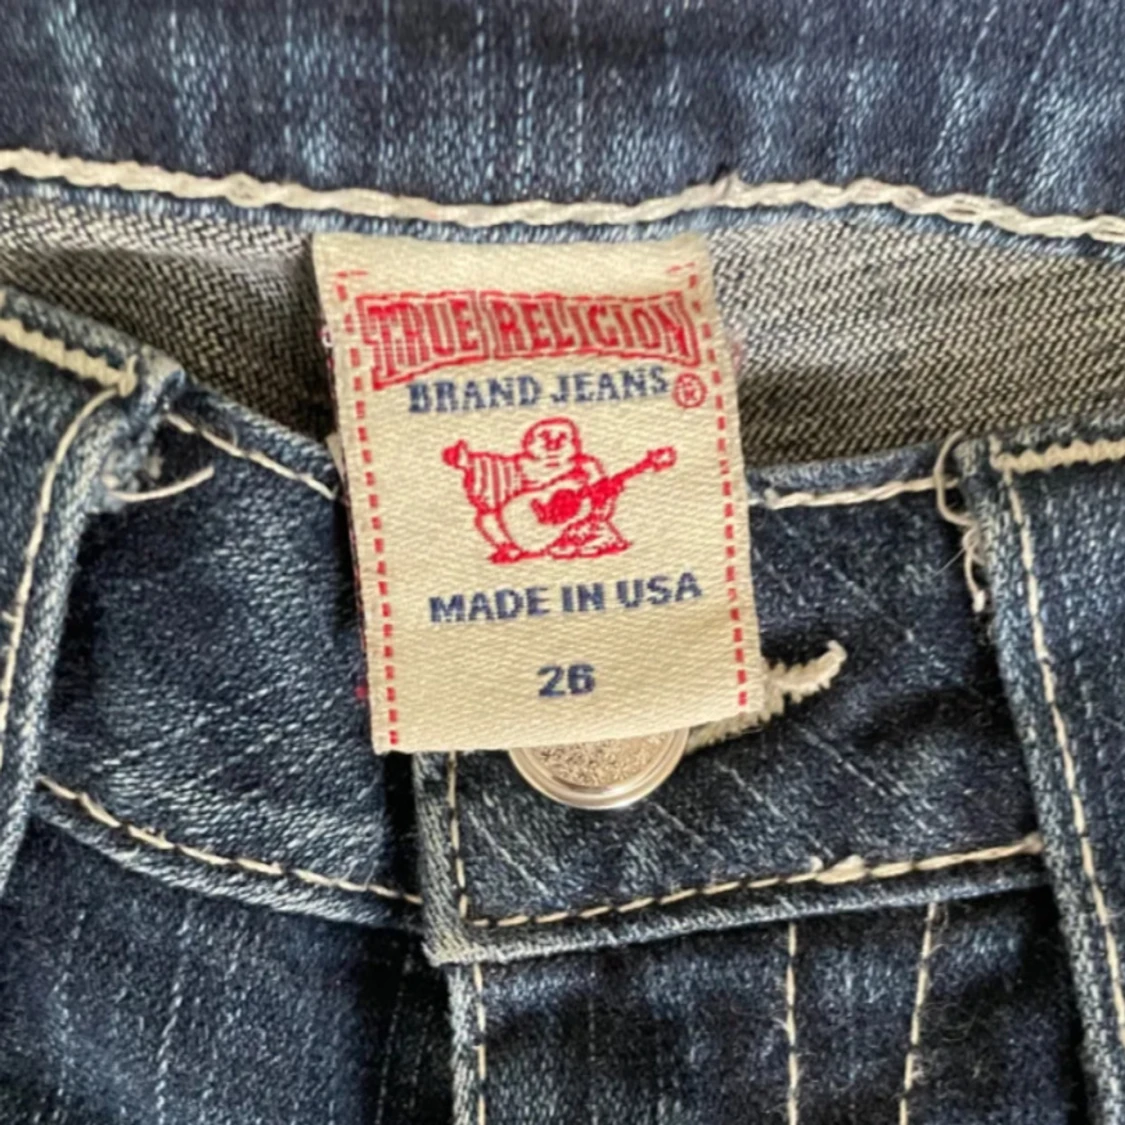 TRUE RELIGION
BRAND JEANS®
MADE IN USA
26